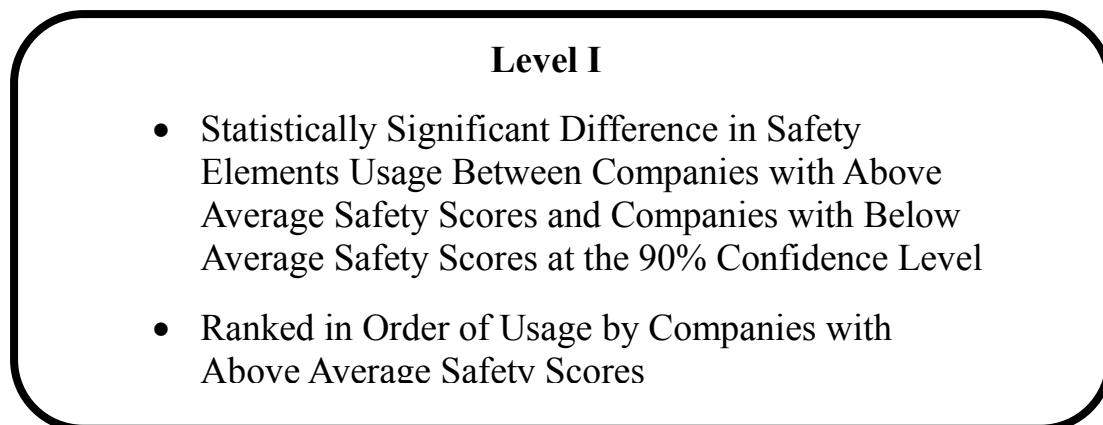 Level I
• Statistically Significant Difference in Safety
Elements Usage Between Companies with Above
Average Safety Scores and Companies with Below
Average Safety Scores at the 90% Confidence Level
• Ranked in Order of Usage by Companies with
Above Average Safety Scores